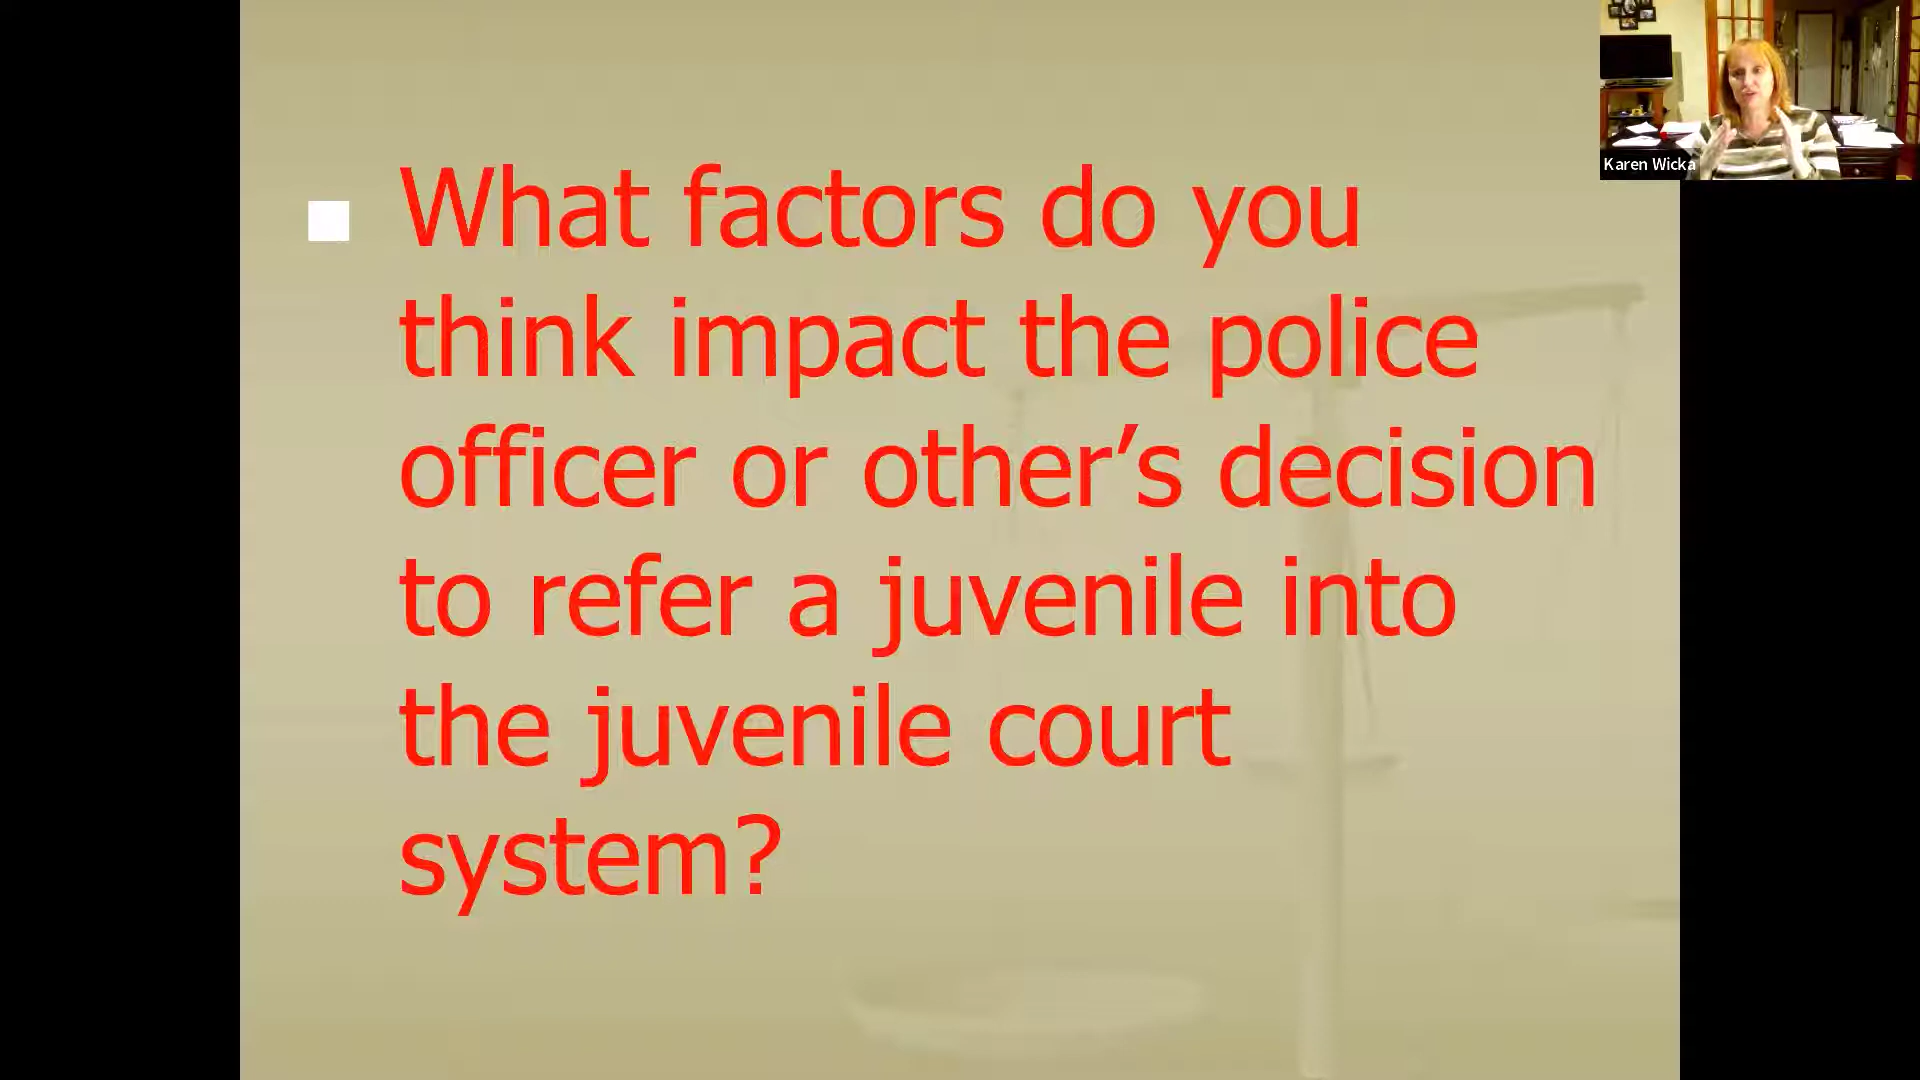 What factors do you
think impact the police
officer or other’s decision
to refer a juvenile into
the juvenile court
system?
Karen Wicka